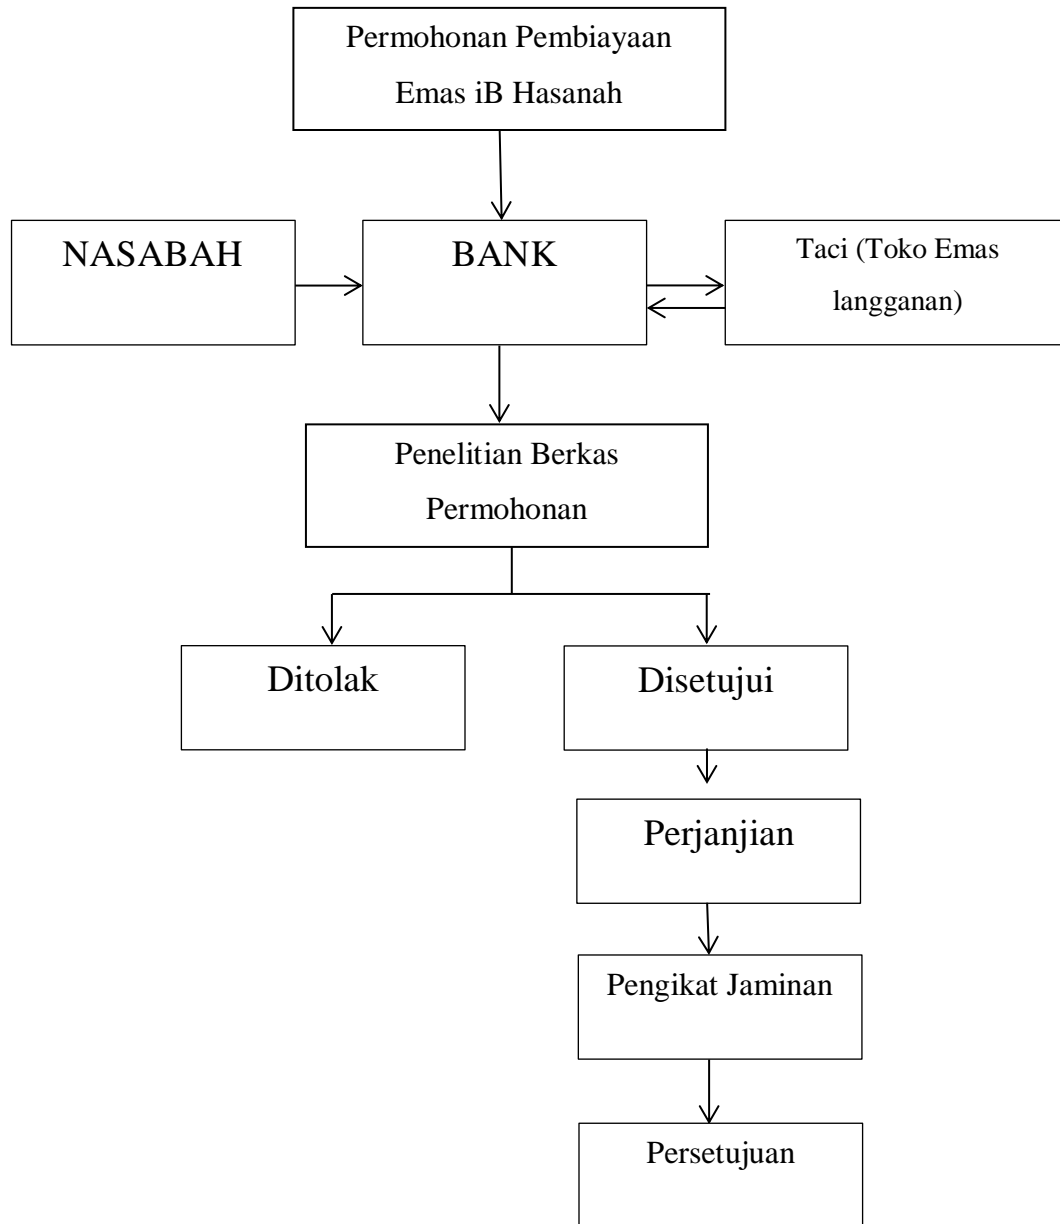 Permohonan Pembiayaan
Emas iB Hasanah
NASABAH
BANK
Taci (Toko Emas
langganan)
Penelitian Berkas
Permohonan
Ditolak
Disetujui
Perjanjian
Pengikat Jaminan
Persetujuan